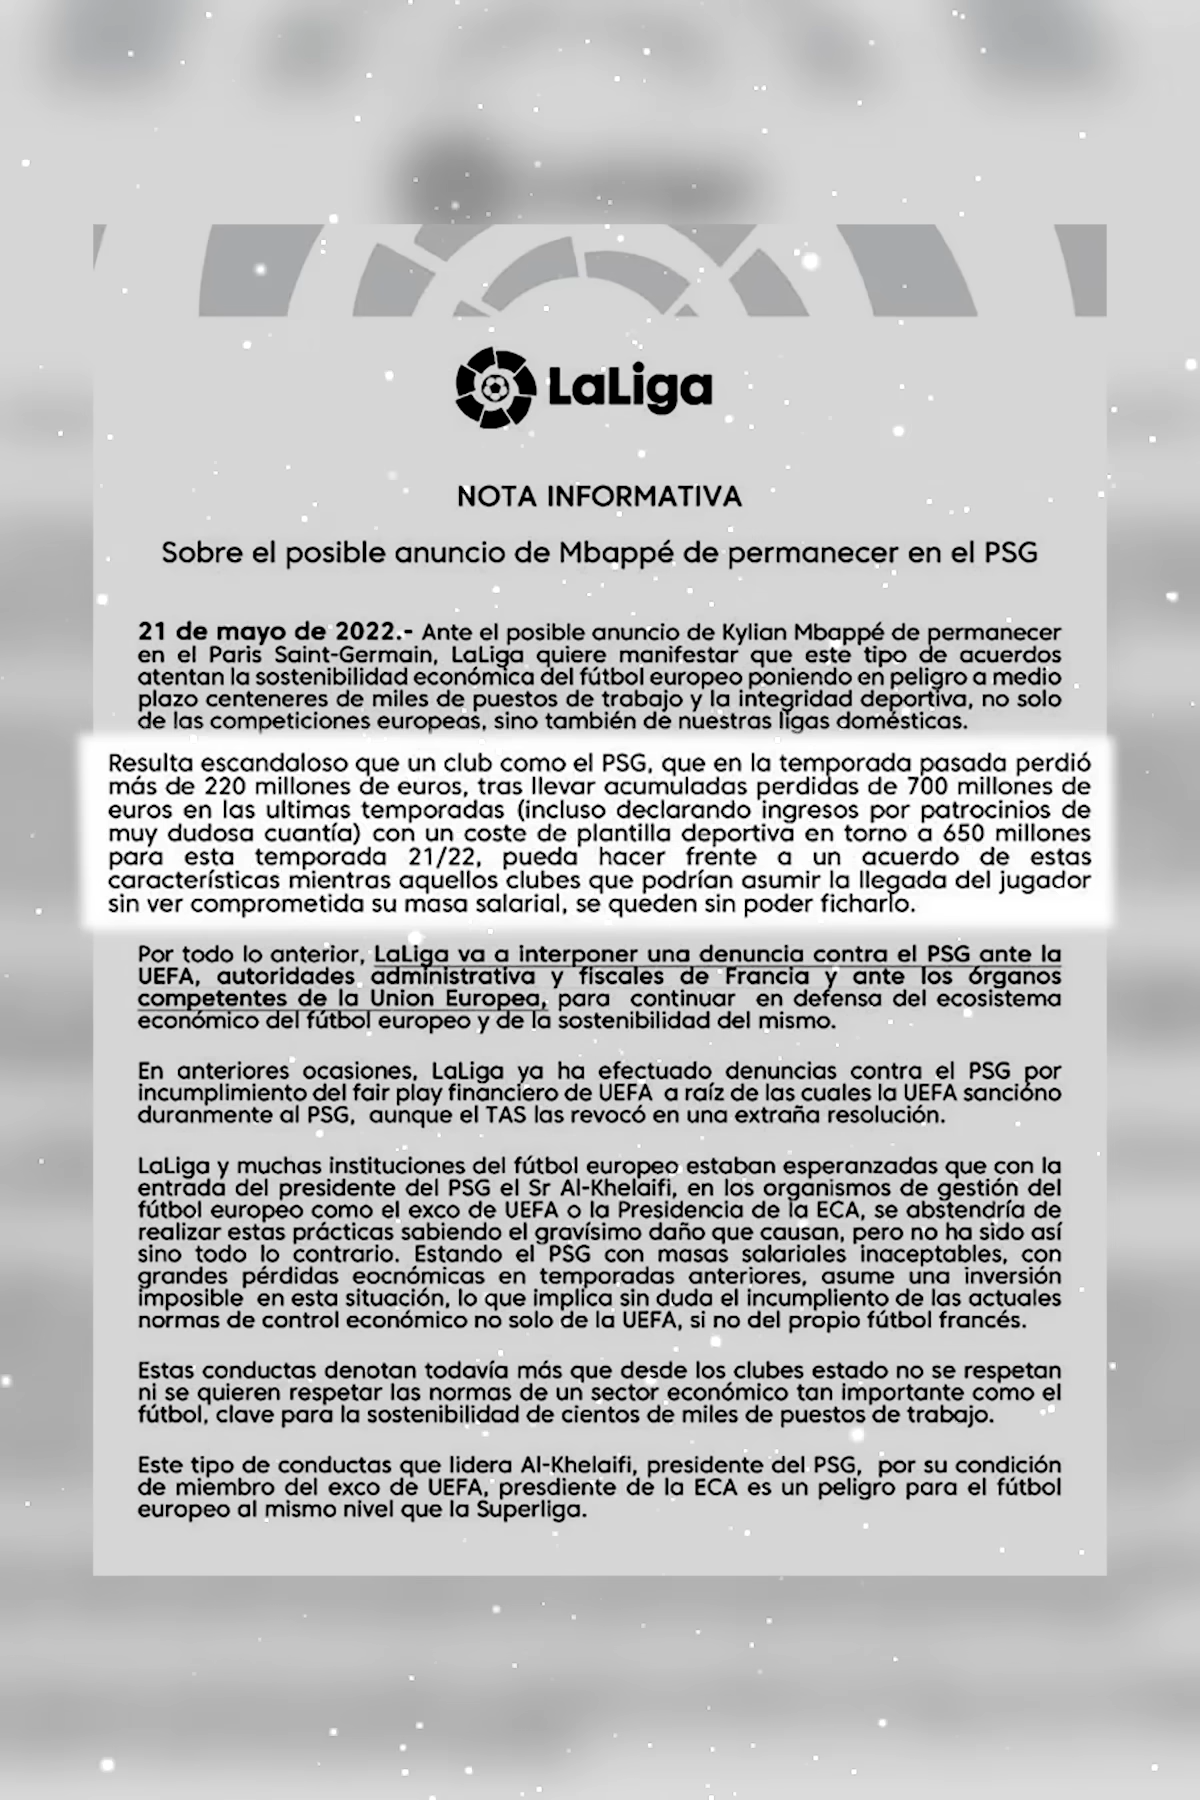 LaLiga
NOTA INFORMATIVA
Sobre el posible anuncio de Mbappé de permanecer en el PSG
21 de mayo de 2022.- Ante el posible anuncio de Kylian Mbappé de permanecer
en el Paris Saint-Germain, LaLiga quiere manifestar que este tipo de acuerdos
atentan la sostenibilidad económica del fútbol europeo poniendo en peligro a medio
plazo centeneres de miles de puestos de trabajo y la integridad deportiva, no solo
de las competiciones europeas, sino también de nuestras ligas domésticas.
Resulta escandaloso que un club como el PSG, que en la temporada pasada perdió
más de 220 millones de euros, tras llevar acumuladas perdidas de 700 millones de
euros en las ultimas temporadas (incluso declarando ingresos por patrocinios de
muy dudosa cuantía) con un coste de plantilla deportiva en torno a 650 millones
para esta temporada 21/22, pueda hacer frente a un acuerdo de estas
características mientras aquellos clubes que podrían asumir la llegada del jugador
sin ver comprometida su masa salarial, se queden sin poder ficharlo.
Por todo lo anterior, LaLiga va a interponer una denuncia contra el PSG ante la
UEFA, autoridades administrativa y fiscales de Francia y ante los órganos
competentes de la Union Europea, para continuar en defensa del ecosistema
económico del fútbol europeo y de la sostenibilidad del mismo.
En anteriores ocasiones, LaLiga ya ha efectuado denuncias contra el PSG por
incumplimiento del fair play financiero de UEFA a raíz de las cuales la UEFA sancióno
duranmente al PSG, aunque el TAS las revocó en una extraña resolución.
LaLiga y muchas instituciones del fútbol europeo estaban esperanzadas que con la
entrada del presidente del PSG el Sr Al-Khelaifi, en los organismos de gestión del
fútbol europeo como el exco de UEFA o la Presidencia de la ECA, se abstendría de
realizar estas prácticas sabiendo el gravísimo daño que causan, pero no ha sido así
sino todo lo contrario. Estando el PSG con masas salariales inaceptables, con
grandes pérdidas eocnómicas en temporadas anteriores, asume una inversión
imposible en esta situación, lo que implica sin duda el incumpliento de las actuales
normas de control económico no solo de la UEFA, si no del propio fútbol francés.
Estas conductas denotan todavía más que desde los clubes estado no se respetan
ni se quieren respetar las normas de un sector económico tan importante como el
fútbol, clave para la sostenibilidad de cientos de miles de puestos de trabajo.
Este tipo de conductas que lidera Al-Khelaifi, presidente del PSG, por su condición
de miembro del exco de UEFA, presdiente de la ECA es un peligro para el fútbol
europeo al mismo nivel que la Superliga.